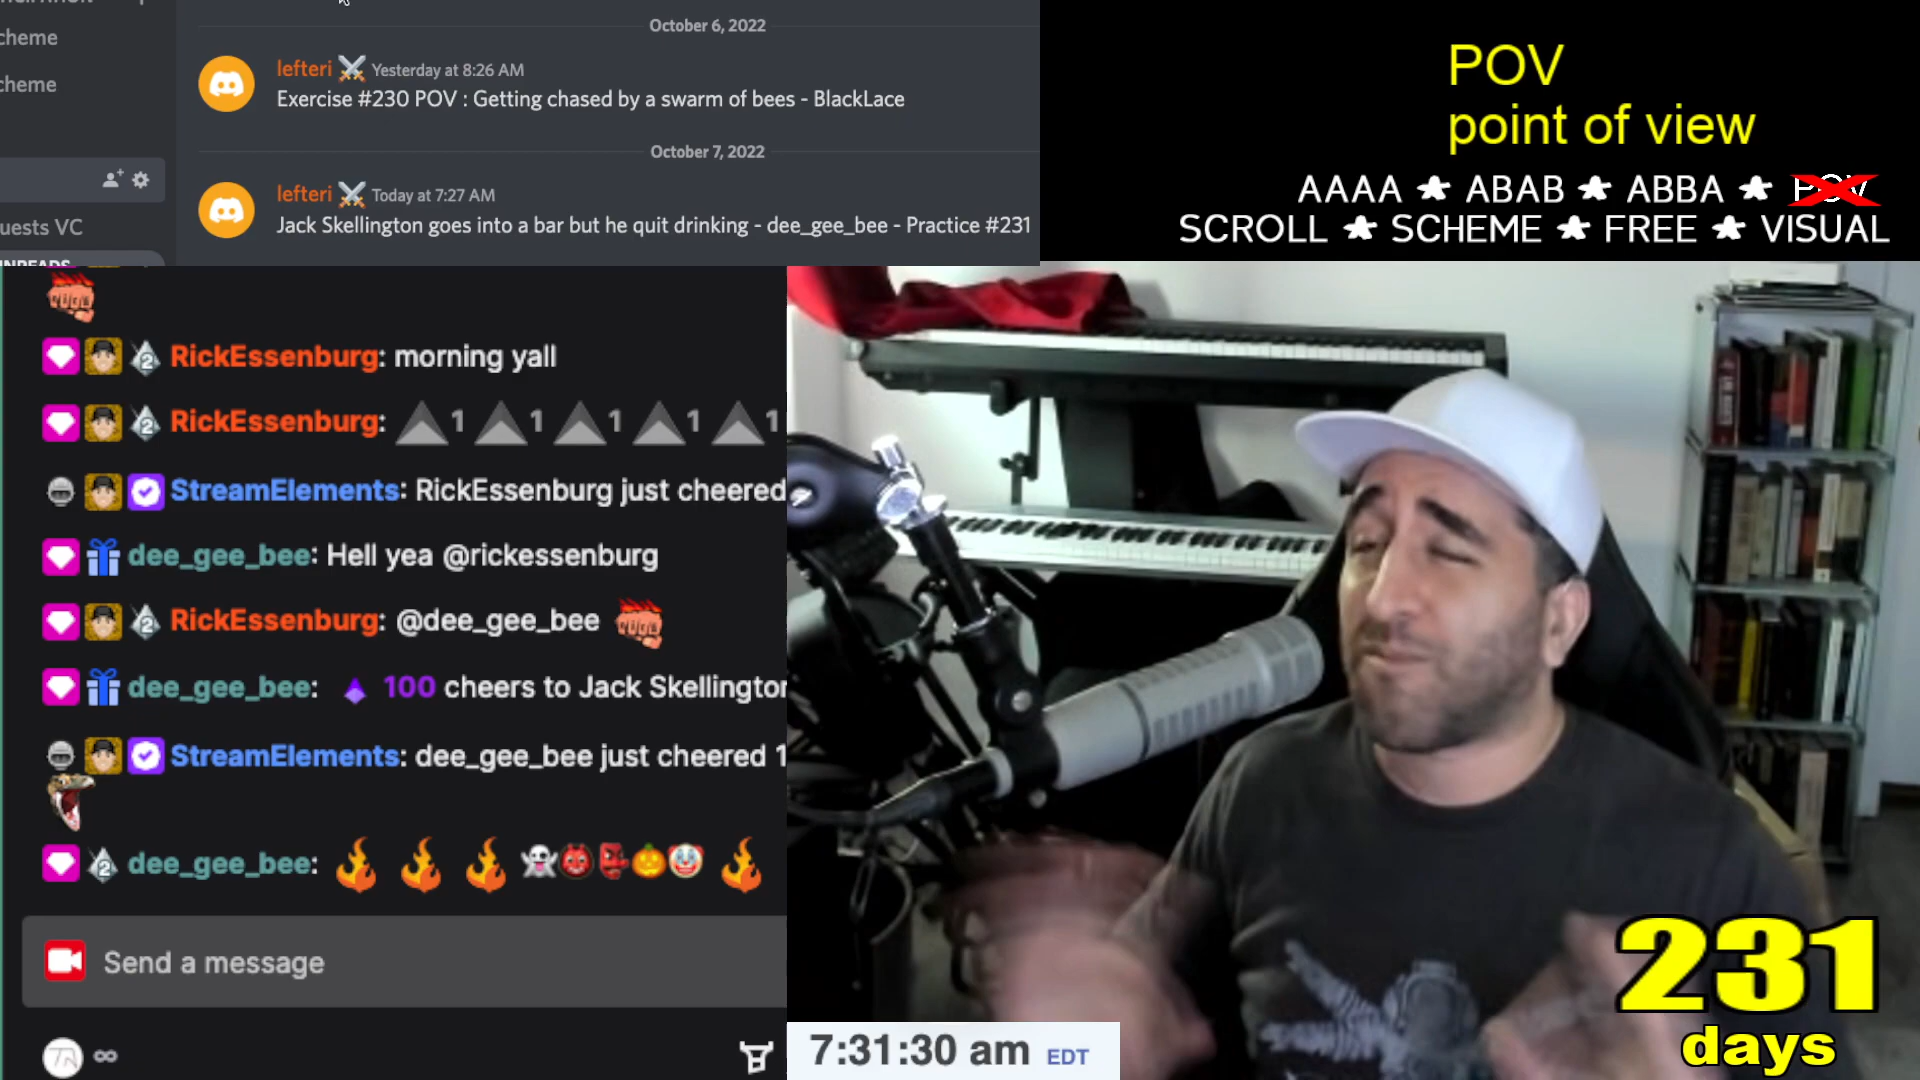 October 6, 2022
cheme
lefteri Yesterday at 8:26 AM
cheme
Exercise #230 POV : Getting chased by a swarm of bees - BlackLace
October 7, 2022
lefteri Today at 7:27 AM
uests VC
Jack Skellington goes into a bar but he quit drinking - dee_gee_bee - Practice #231
POV
point of view
AAAA ABAB ABBA POV
SCROLL SCHEME FREE VISUAL
RickEssenburg: morning yall
RickEssenburg: 1 1 1 1 1
StreamElements: RickEssenburg just cheered
dee_gee_bee: Hell yea @rickessenburg
RickEssenburg: @dee_gee_bee
dee_gee_bee: 100 cheers to Jack Skellington
StreamElements: dee_gee_bee just cheered 1
dee_gee_bee:
Send a message
7:31:30 am EDT
231
days